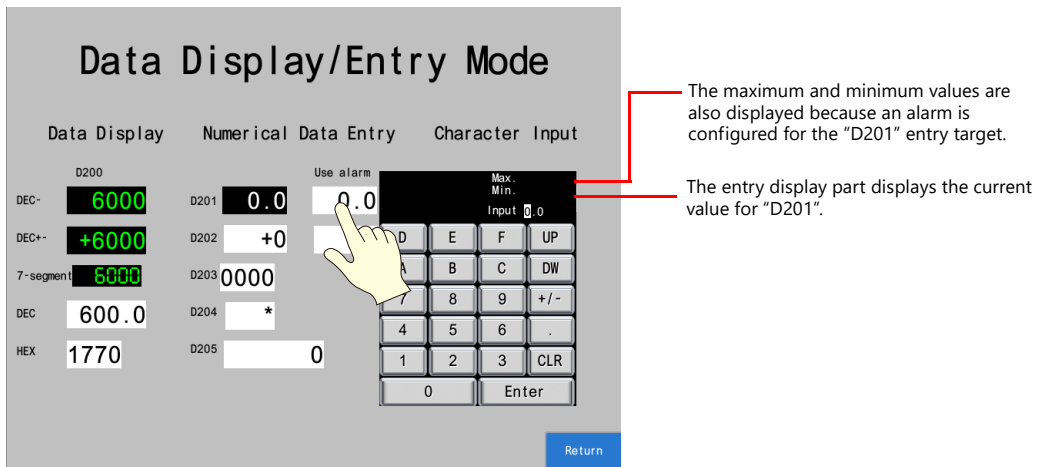 Data Display/Entry Mode
The maximum and minimum values are
also displayed because an alarm is
configured for the “D201” entry target.
Data Display
Numerical Data Entry
Character Input
D200
Use alarm
DEC-
6000
D201
0.0
0.0
Max.
Min.
Input 0.0
The entry display part displays the current
value for “D201”.
DEC+-
+6000
D202
+0
D E F UP
7-segment
6000
D203
0000
A B C DW
7 8 9 +/-
DEC
600.0
D204
*
4 5 6 .
HEX
1770
D205
0
1 2 3 CLR
0 Enter
Return